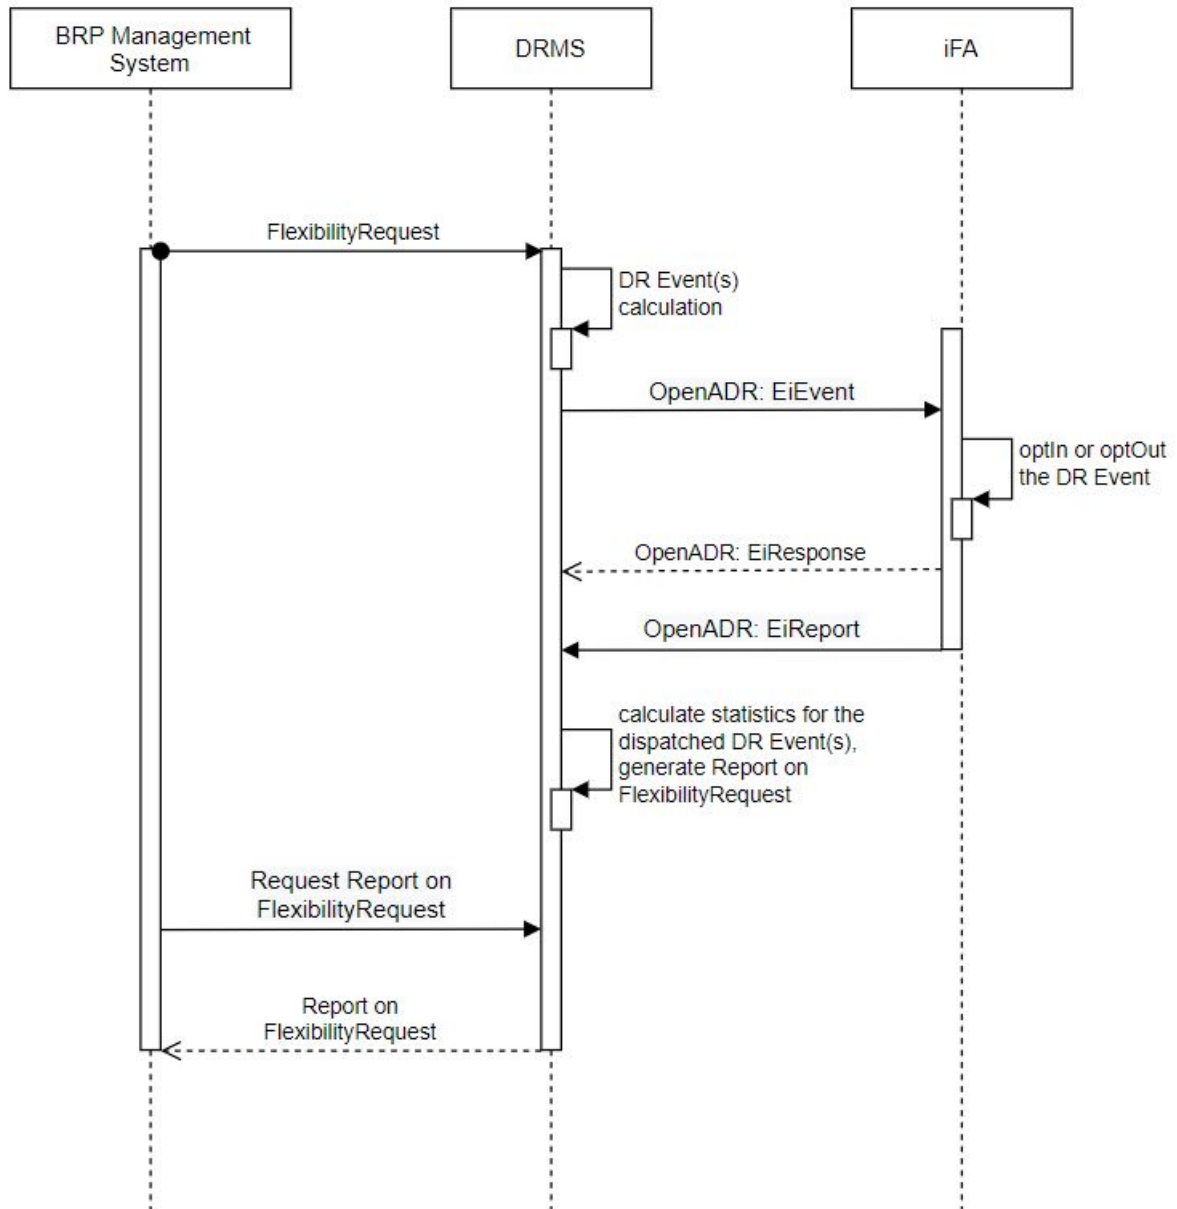 BRP Management
System
DRMS
iFA
FlexibilityRequest
DR Event(s)
calculation
OpenADR: EiEvent
optIn or optOut
the DR Event
OpenADR: EiResponse
OpenADR: EiReport
calculate statistics for the
dispatched DR Event(s),
generate Report on
FlexibilityRequest
Request Report on
FlexibilityRequest
Report on
FlexibilityRequest